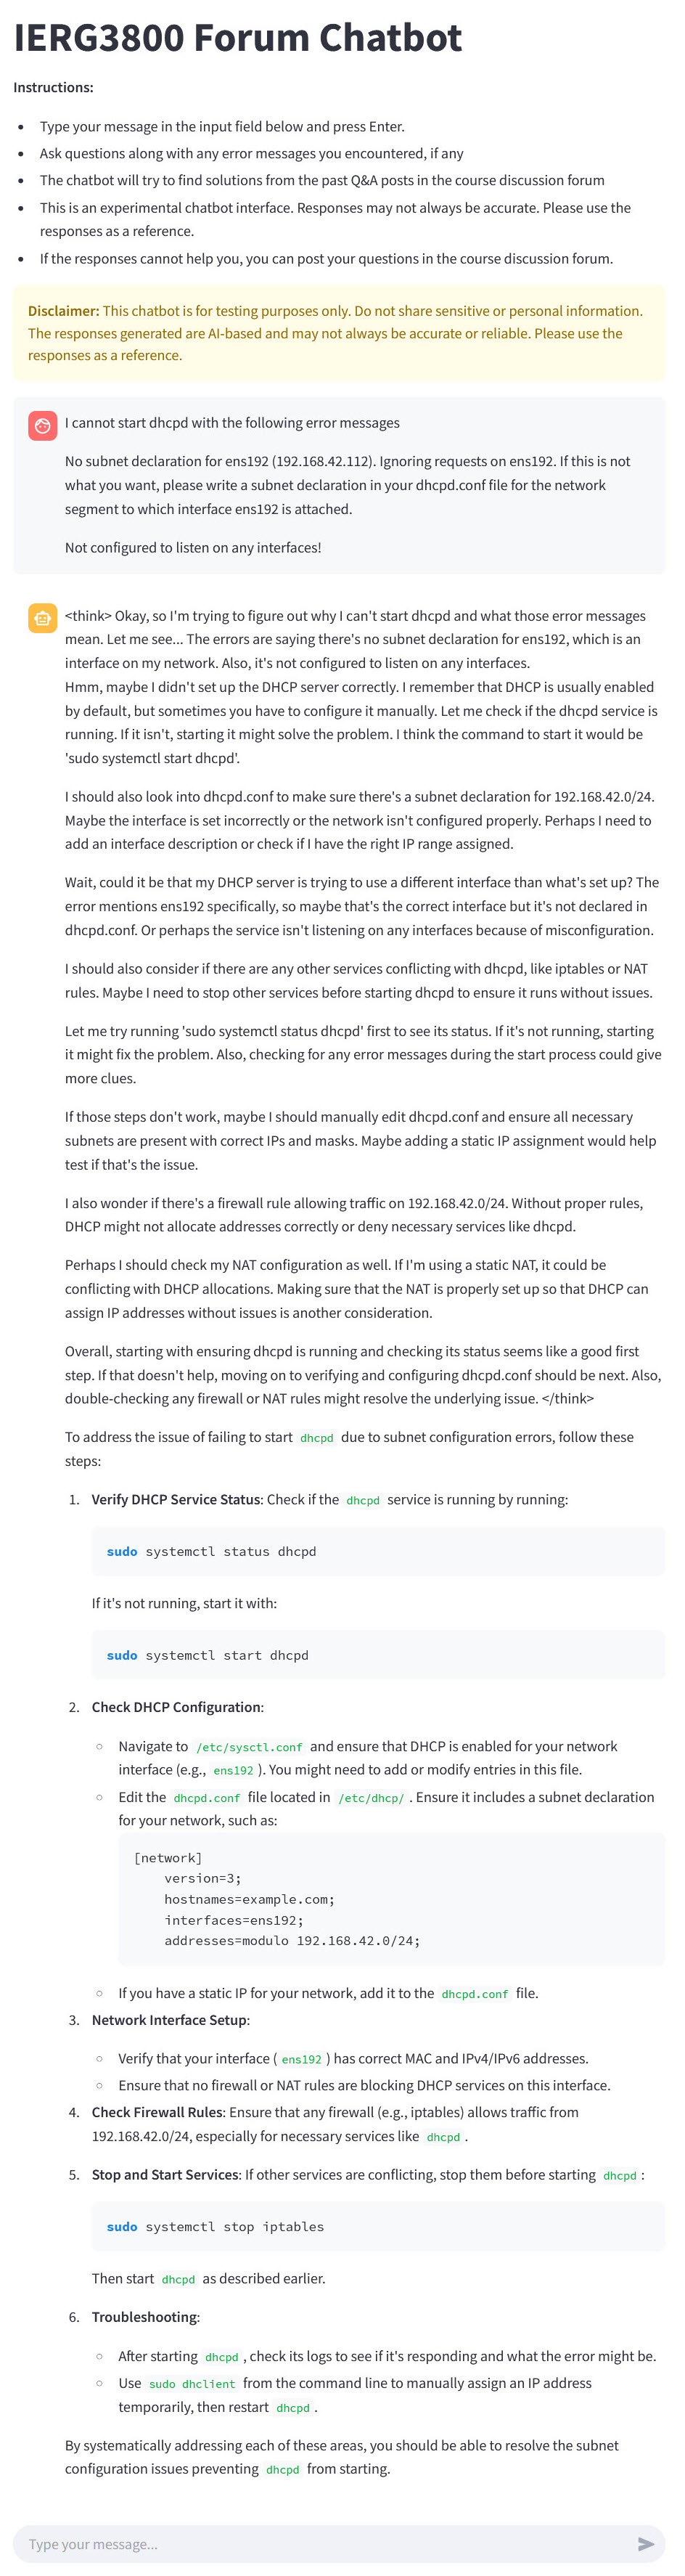 IERG3800 Forum Chatbot
Instructions:
• Type your message in the input field below and press Enter.
• Ask questions along with any error messages you encountered, if any
• The chatbot will try to find solutions from the past Q&A posts in the course discussion forum
• This is an experimental chatbot interface. Responses may not always be accurate. Please use the
responses as a reference.
• If the responses cannot help you, you can post your questions in the course discussion forum.
Disclaimer: This chatbot is for testing purposes only. Do not share sensitive or personal information.
The responses generated are AI-based and may not always be accurate or reliable. Please use the
responses as a reference.
I cannot start dhcpd with the following error messages
No subnet declaration for ens192 (192.168.42.112). Ignoring requests on ens192. If this is not
what you want, please write a subnet declaration in your dhcpd.conf file for the network
segment to which interface ens192 is attached.
Not configured to listen on any interfaces!
<think> Okay, so I'm trying to figure out why I can't start dhcpd and what those error messages
mean. Let me see... The errors are saying there's no subnet declaration for ens192, which is an
interface on my network. Also, it's not configured to listen on any interfaces.
Hmm, maybe I didn't set up the DHCP server correctly. I remember that DHCP is usually enabled
by default, but sometimes you have to configure it manually. Let me check if the dhcpd service is
running. If it isn't, starting it might solve the problem. I think the command to start it would be
'sudo systemctl start dhcpd'.
I should also look into dhcpd.conf to make sure there's a subnet declaration for 192.168.42.0/24.
Maybe the interface is set incorrectly or the network isn't configured properly. Perhaps I need to
add an interface description or check if I have the right IP range assigned.
Wait, could it be that my DHCP server is trying to use a different interface than what's set up? The
error mentions ens192 specifically, so maybe that's the correct interface but it's not declared in
dhcpd.conf. Or perhaps the service isn't listening on any interfaces because of misconfiguration.
I should also consider if there are any other services conflicting with dhcpd, like iptables or NAT
rules. Maybe I need to stop other services before starting dhcpd to ensure it runs without issues.
Let me try running 'sudo systemctl status dhcpd' first to see its status. If it's not running, starting
it might fix the problem. Also, checking for any error messages during the start process could give
more clues.
If those steps don't work, maybe I should manually edit dhcpd.conf and ensure all necessary
subnets are present with correct IPs and masks. Maybe adding a static IP assignment would help
test if that's the issue.
I also wonder if there's a firewall rule allowing traffic on 192.168.42.0/24. Without proper rules,
DHCP might not allocate addresses correctly or deny necessary services like dhcpd.
Perhaps I should check my NAT configuration as well. If I'm using a static NAT, it could be
conflicting with DHCP allocations. Making sure that the NAT is properly set up so that DHCP can
assign IP addresses without issues is another consideration.
Overall, starting with ensuring dhcpd is running and checking its status seems like a good first
step. If that doesn't help, moving on to verifying and configuring dhcpd.conf should be next. Also,
double-checking any firewall or NAT rules might resolve the underlying issue. </think>
To address the issue of failing to start dhcpd due to subnet configuration errors, follow these
steps:
1. Verify DHCP Service Status: Check if the dhcpd service is running by running:
sudo systemctl status dhcpd
If it's not running, start it with:
sudo systemctl start dhcpd
2. Check DHCP Configuration:
○ Navigate to /etc/sysctl.conf and ensure that DHCP is enabled for your network
interface (e.g., ens192 ). You might need to add or modify entries in this file.
○ Edit the dhcpd.conf file located in /etc/dhcp/ . Ensure it includes a subnet declaration
for your network, such as:
[network]
version=3;
hostnames=example.com;
interfaces=ens192;
addresses=modulo 192.168.42.0/24;
○ If you have a static IP for your network, add it to the dhcpd.conf file.
3. Network Interface Setup:
○ Verify that your interface ( ens192 ) has correct MAC and IPv4/IPv6 addresses.
○ Ensure that no firewall or NAT rules are blocking DHCP services on this interface.
4. Check Firewall Rules: Ensure that any firewall (e.g., iptables) allows traffic from
192.168.42.0/24, especially for necessary services like dhcpd .
5. Stop and Start Services: If other services are conflicting, stop them before starting dhcpd :
sudo systemctl stop iptables
Then start dhcpd as described earlier.
6. Troubleshooting:
○ After starting dhcpd , check its logs to see if it's responding and what the error might be.
○ Use sudo dhclient from the command line to manually assign an IP address
temporarily, then restart dhcpd .
By systematically addressing each of these areas, you should be able to resolve the subnet
configuration issues preventing dhcpd from starting.
Type your message...